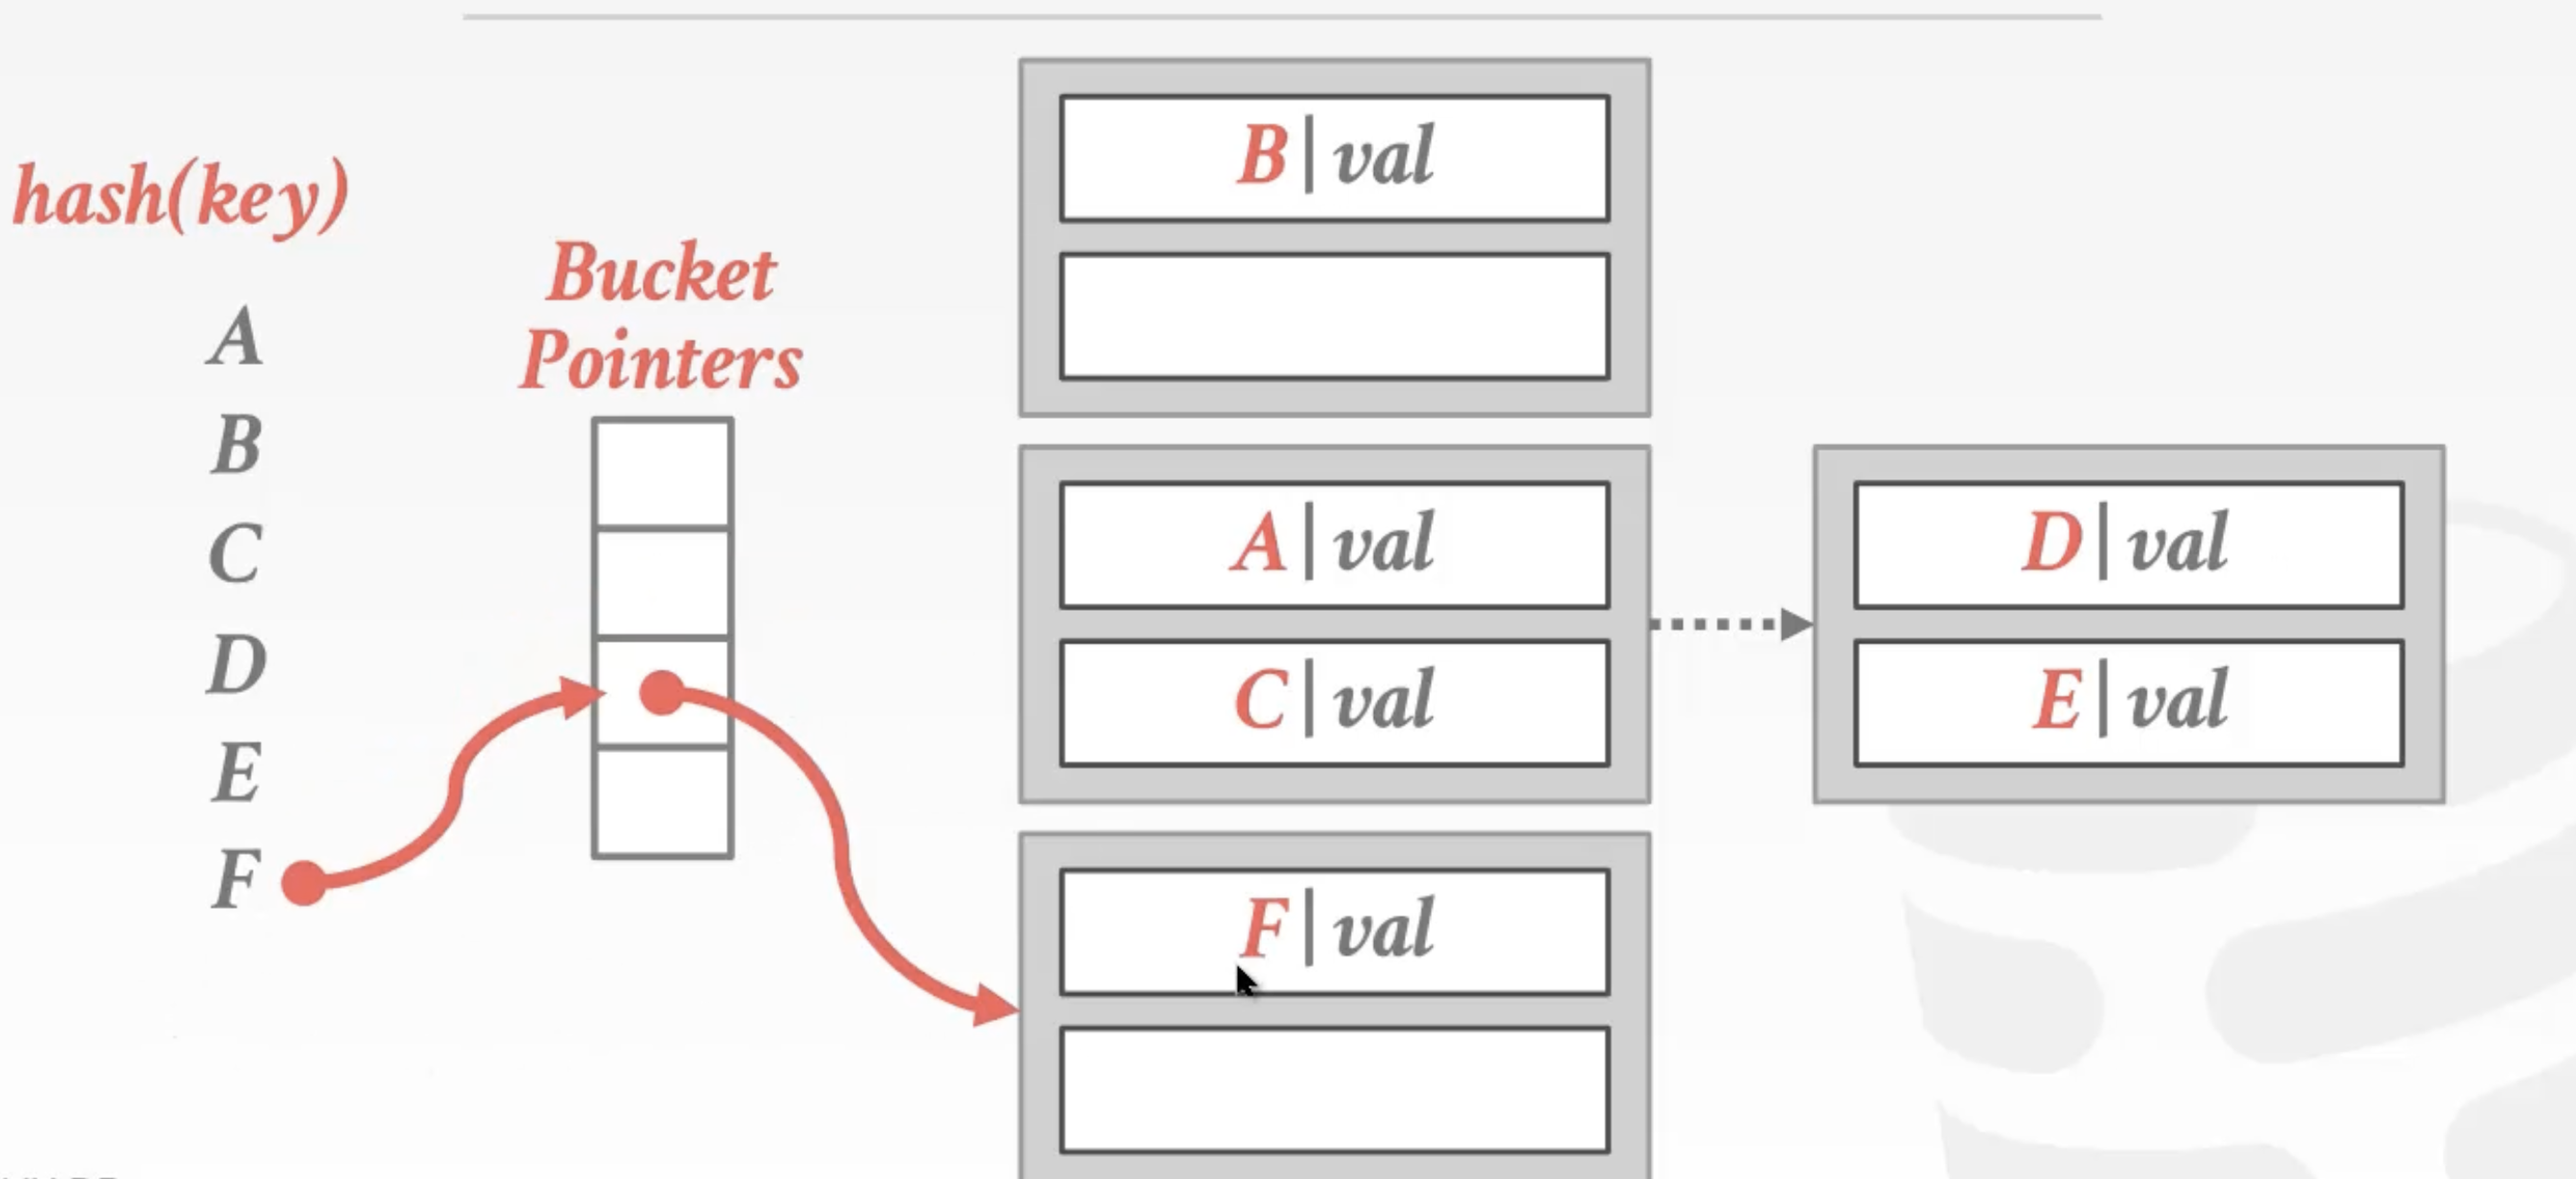 hash(key)
A
B
C
D
E
F
Bucket
Pointers
B|val
A|val
C|val
D|val
E|val
F|val